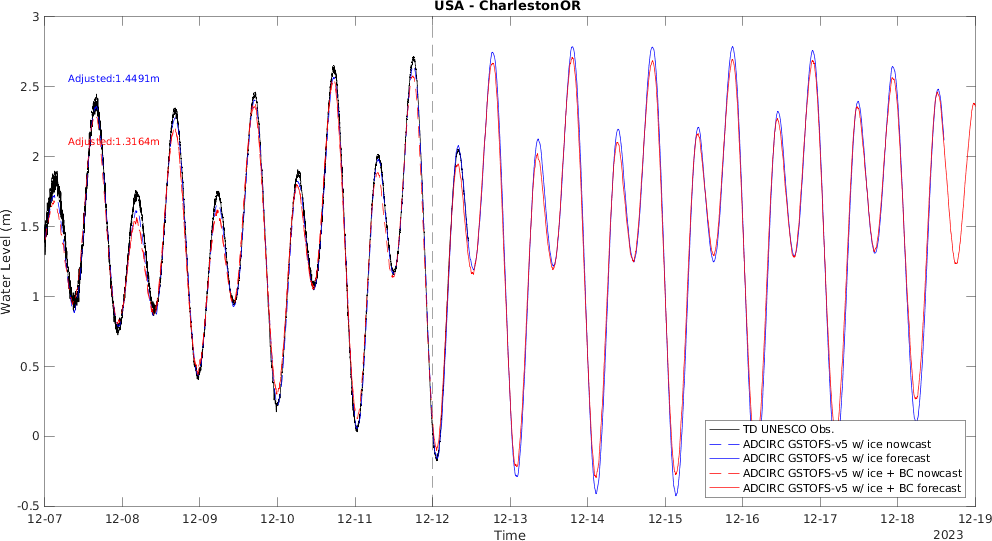 USA - CharlestonOR
3
2.5
2
1.5
1
0.5
0
-0.5
Water Level (m)
Adjusted:1.4491m
Adjusted:1.3164m
TD UNESCO Obs.
ADCIRC GSTOFS-v5 w/ ice nowcast
ADCIRC GSTOFS-v5 w/ ice forecast
ADCIRC GSTOFS-v5 w/ ice + BC nowcast
ADCIRC GSTOFS-v5 w/ ice + BC forecast
12-07 12-08 12-09 12-10 12-11 12-12 12-13 12-14 12-15 12-16 12-17 12-18 12-19
Time
2023